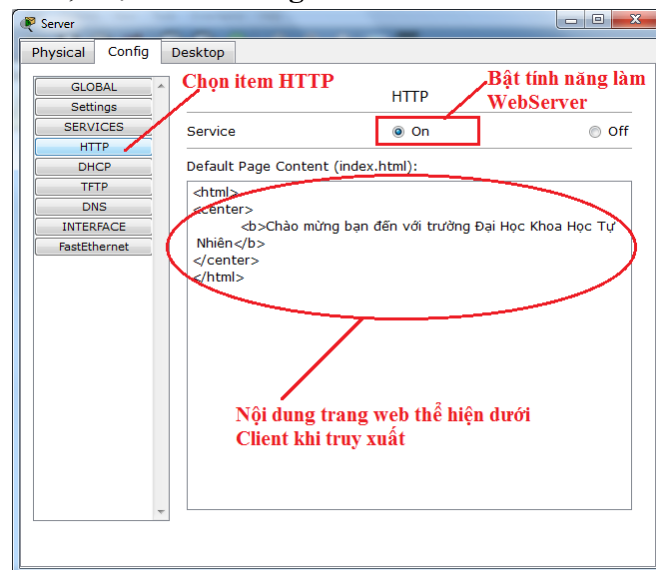 Server
Physical Config Desktop
Chọn item HTTP
Bật tính năng làm
WebServer
GLOBAL
Settings
SERVICES
HTTP
DHCP
TFTP
DNS
INTERFACE
FastEthernet
HTTP
Service On Off
Default Page Content (index.html):
<html>
<center>
<b>Chào mừng bạn đến với trường Đại Học Khoa Học Tự
Nhiên</b>
</center>
</html>
Nội dung trang web thể hiện dưới
Client khi truy xuất